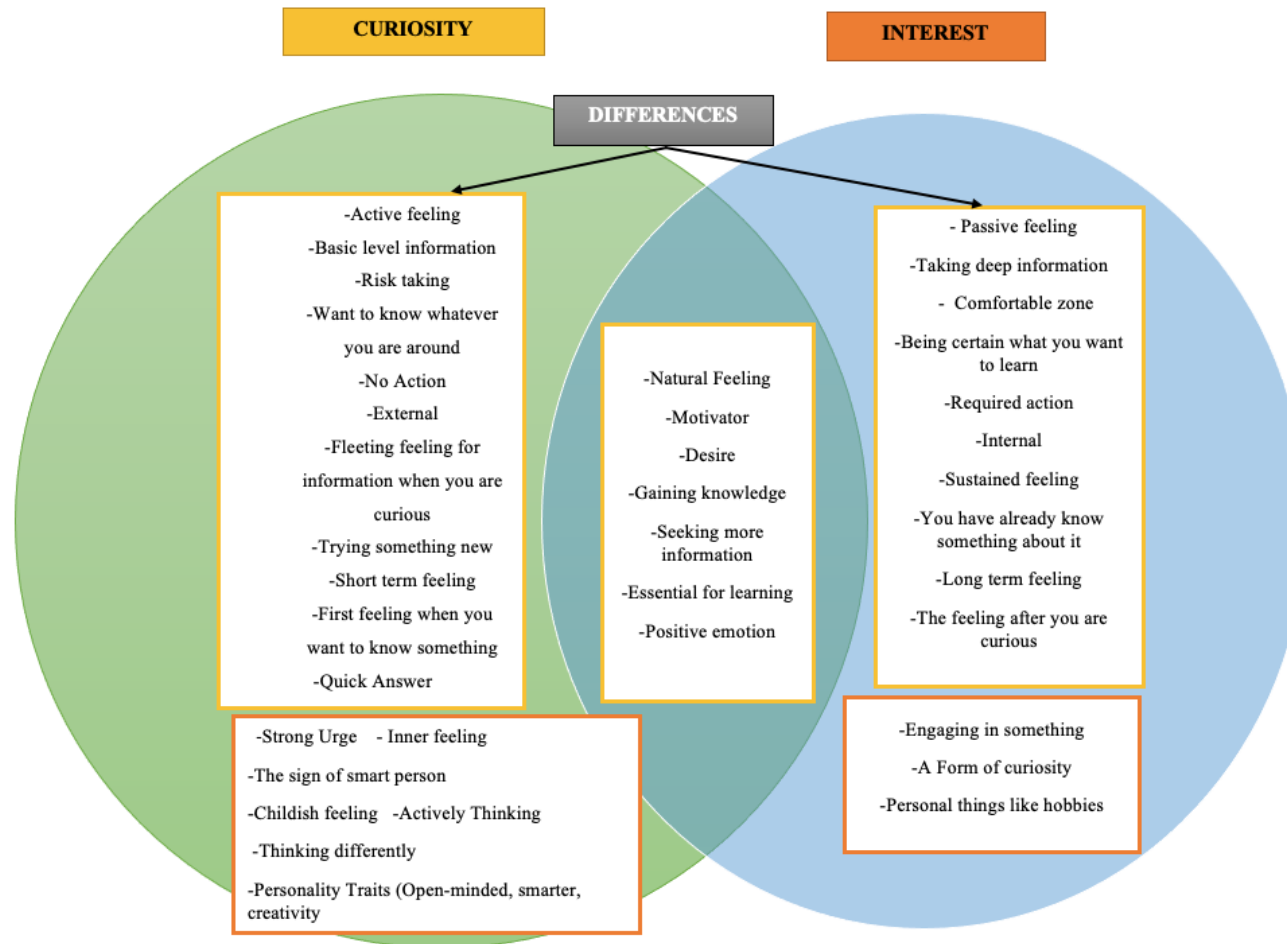 CURIOSITY
INTEREST
DIFFERENCES
-Active feeling
-Basic level information
-Risk taking
-Want to know whatever
you are around
-No Action
-External
-Fleeting feeling for
information when you are
curious
-Trying something new
-Short term feeling
-First feeling when you
want to know something
-Quick Answer
-Strong Urge -Inner feeling
-The sign of smart person
-Childish feeling -Actively Thinking
-Thinking differently
-Personality Traits (Open-minded, smarter,
creativity
-Natural Feeling
-Motivator
-Desire
-Gaining knowledge
-Seeking more
information
-Essential for learning
-Positive emotion
- Passive feeling
-Taking deep information
- Comfortable zone
-Being certain what you want
to learn
-Required action
-Internal
-Sustained feeling
-You have already know
something about it
-Long term feeling
-The feeling after you are
curious
-Engaging in something
-A Form of curiosity
-Personal things like hobbies